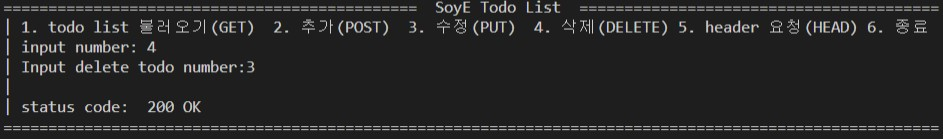 ============================================== SoyE Todo List ==========================================
| 1. todo list 불러오기(GET)  2. 추가(POST)  3. 수정(PUT)  4. 삭제(DELETE) 5. header 요청(HEAD) 6. 종료
| input number: 4
| Input delete todo number:3
|
| status code:  200 OK
========================================================================================================